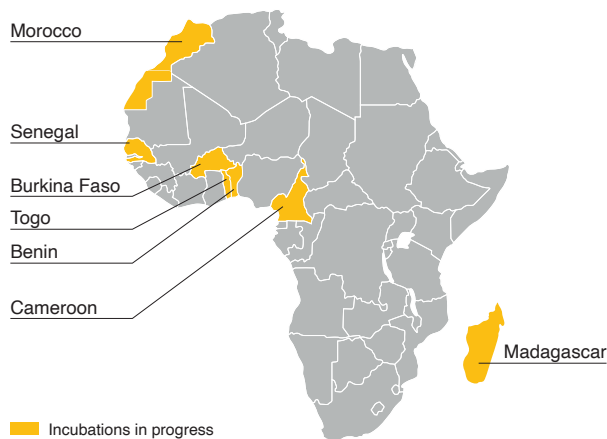 Morocco
Senegal
Burkina Faso
Togo
Benin
Cameroon
Madagascar
Incubations in progress